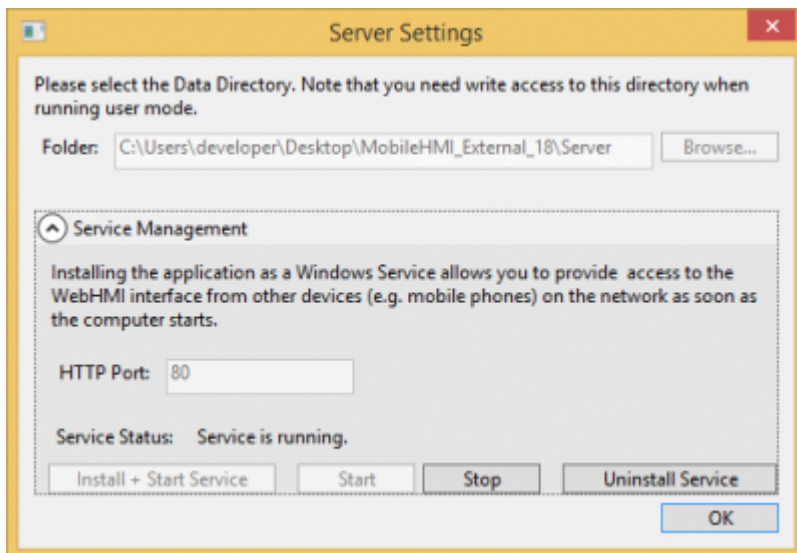 Server Settings
Please select the Data Directory. Note that you need write access to this directory when
running user mode.
Folder: C:\Users\developer\Desktop\MobileHMI_External_18\Server Browse...
Service Management
Installing the application as a Windows Service allows you to provide access to the
WebHMI interface from other devices (e.g. mobile phones) on the network as soon as
the computer starts.
HTTP Port: 80
Service Status: Service is running.
Install + Start Service Start Stop Uninstall Service
OK